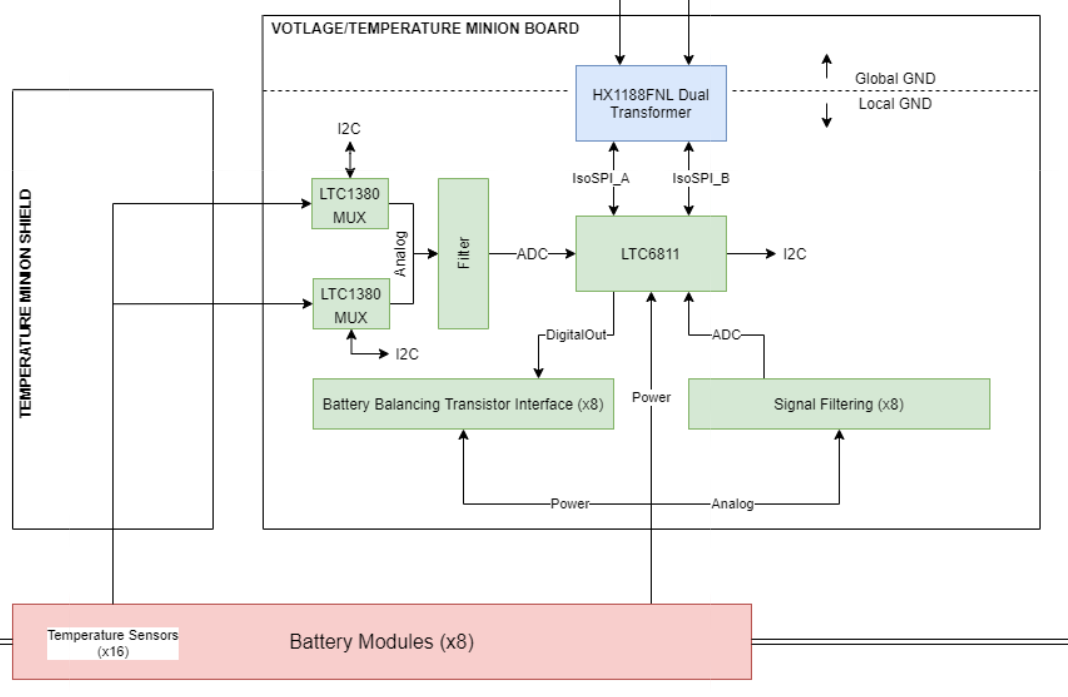 VOTLAGE/TEMPERATURE MINION BOARD
Global GND
Local GND
HX1188FNL Dual
Transformer
I2C
IsoSPI_A
IsoSPI_B
TEMPERATURE MINION SHIELD
LTC1380
MUX
Analog
Filter
ADC
LTC6811
I2C
LTC1380
MUX
I2C
DigitalOut
ADC
Battery Balancing Transistor Interface (x8)
Power
Signal Filtering (x8)
Power
Analog
Temperature Sensors
(x16)
Battery Modules (x8)